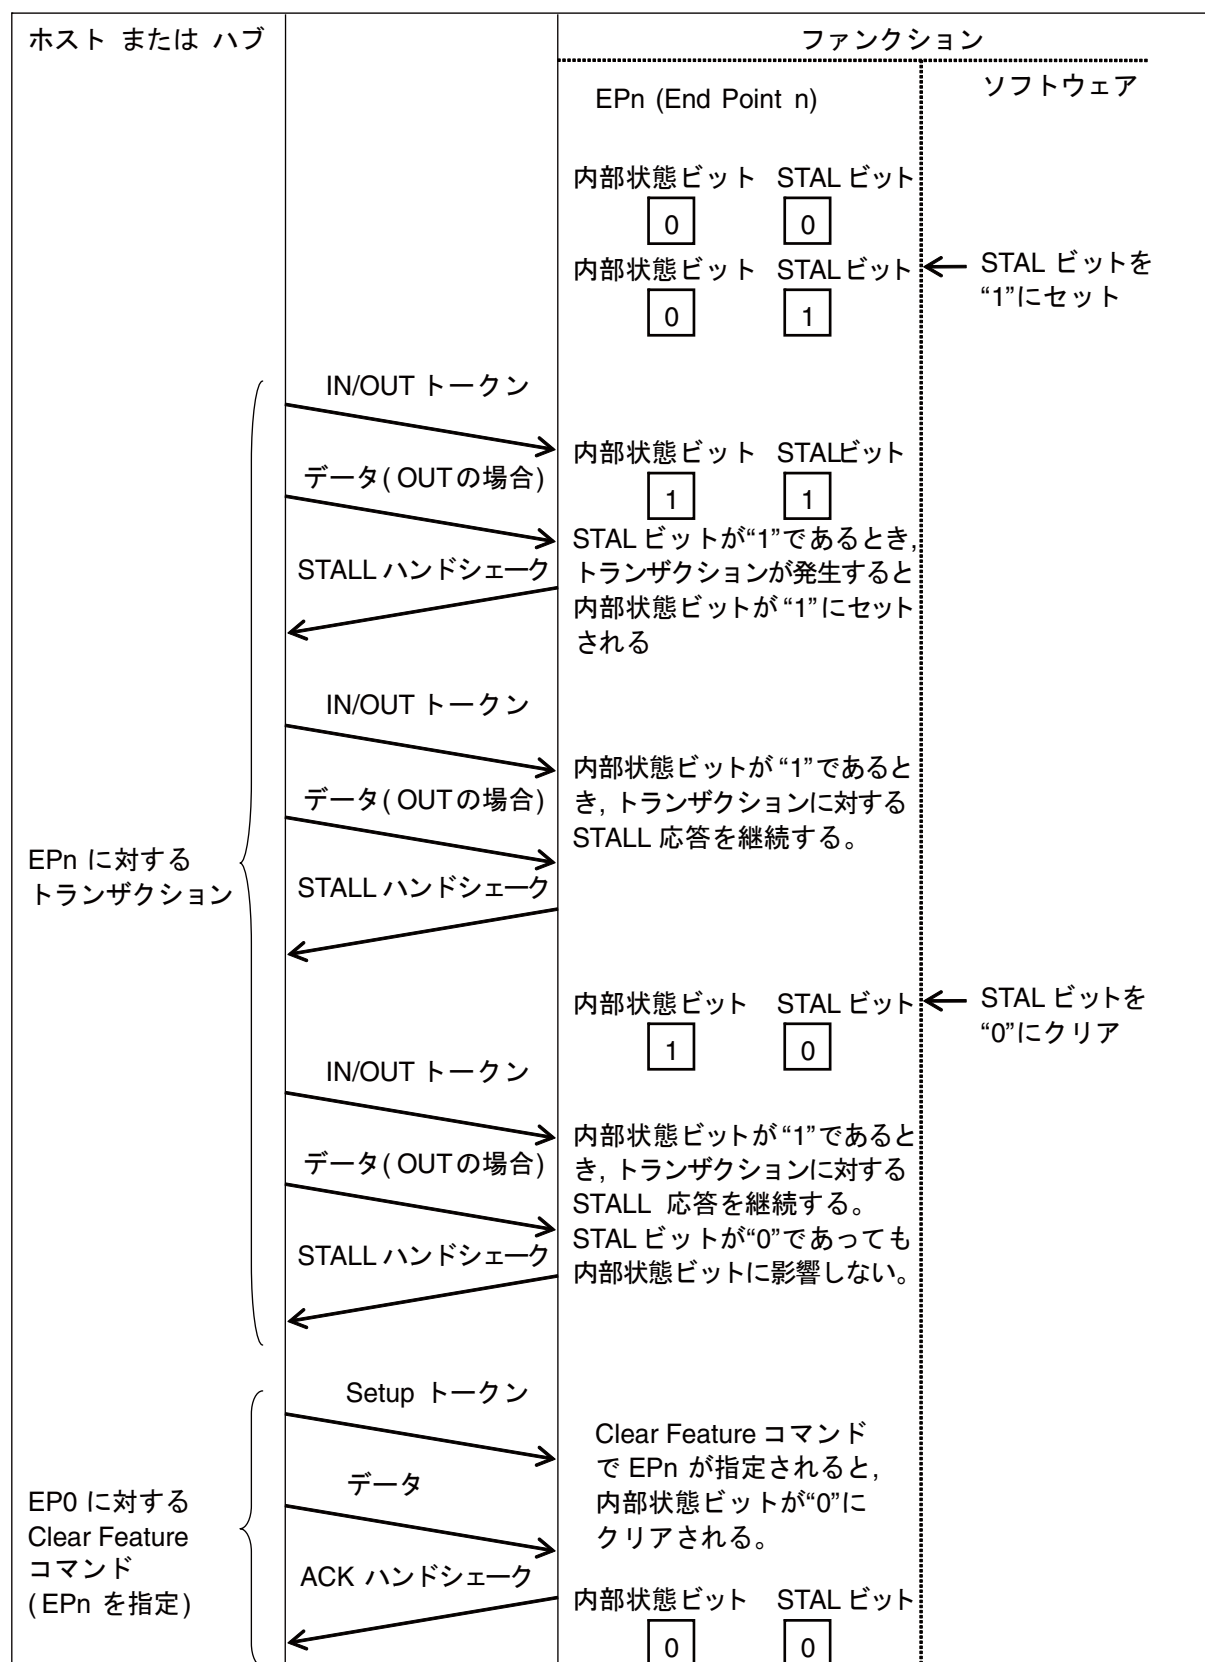 ホスト または ハブ
ファンクション
ソフトウェア
EPn (End Point n)
内部状態ビット STAL ビット
0 0
内部状態ビット STALビット
STAL ビットを
“1”にセット
0 1
IN/OUT トークン
内部状態ビット STALビット
データ( OUTの場合)
1 1
STAL ビットが“1”であるとき,
STALL ハンドシェーク
トランザクションが発生すると
内部状態ビットが “1”にセット
される
IN/OUT トークン
内部状態ビットが “1”であると
データ( OUTの場合)
き, トランザクションに対する
STALL 応答を継続する。
EPn に対する
トランザクション
STALL ハンドシェーク
内部状態ビット STAL ビット
STAL ビットを
“0”にクリア
1 0
IN/OUT トークン
内部状態ビットが “1”であると
データ( OUTの場合)
き, トランザクションに対する
STALL 応答を継続する。
STAL ビットが“0”であっても
STALL ハンドシェーク
内部状態ビットに影響しない。
Setup トークン
Clear Feature コマンド
で EPn が指定されると,
データ
内部状態ビットが“0”に
クリアされる。
EP0 に対する
Clear Feature
コマンド
( EPn を指定)
ACK ハンドシェーク
内部状態ビット STAL ビット
0 0